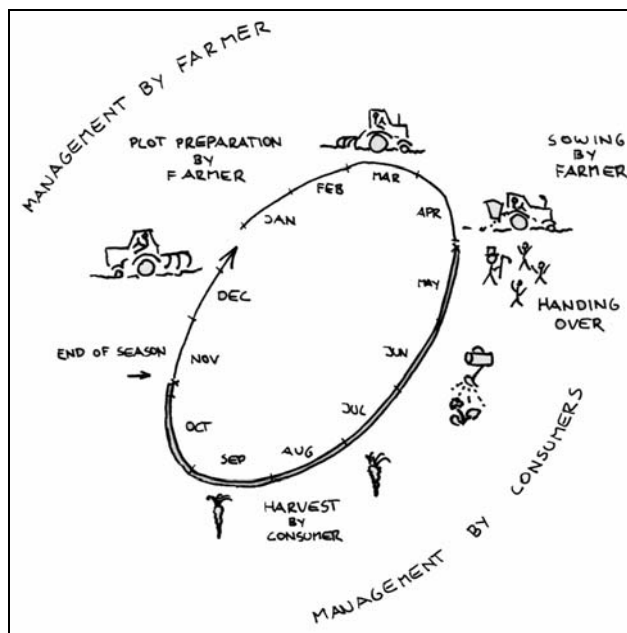 MANAGEMENT BY FARMER
PLOT PREPARATION
BY
FARMER
SOWING
BY
FARMER
JAN
FEB
MAR
APR
MAY
JUN
JUL
AUG
SEP
OCT
NOV
DEC
HANDING
OVER
END OF SEASON
HARVEST
BY
CONSUMER
MANAGEMENT BY CONSUMERS